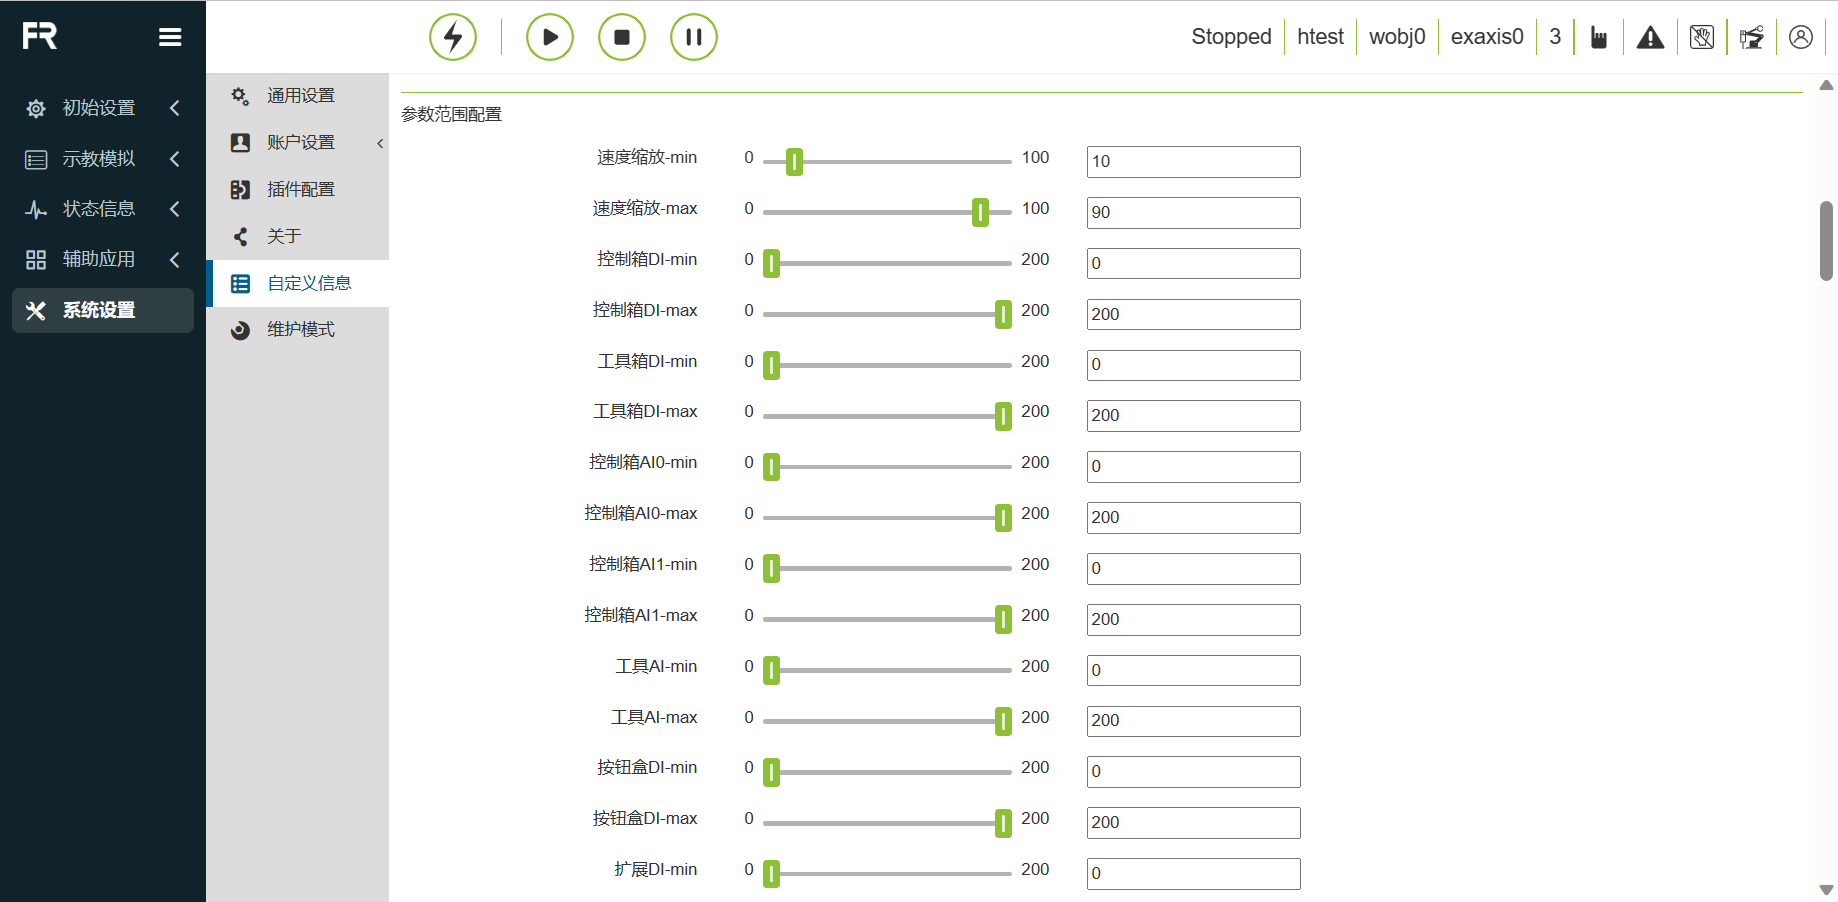 FR
Stopped htest wobj0 exaxis0 3
初始设置
示教模拟
状态信息
辅助应用
系统设置
通用设置
账户设置
插件配置
关于
自定义信息
维护模式
参数范围配置
速度缩放-min 0 100 10
速度缩放-max 0 100 90
控制箱DI-min 0 200 0
控制箱DI-max 0 200 200
工具箱DI-min 0 200 0
工具箱DI-max 0 200 200
控制箱AI0-min 0 200 0
控制箱AI0-max 0 200 200
控制箱AI1-min 0 200 0
控制箱AI1-max 0 200 200
工具AI-min 0 200 0
工具AI-max 0 200 200
按钮盒DI-min 0 200 0
按钮盒DI-max 0 200 200
扩展DI-min 0 200 0